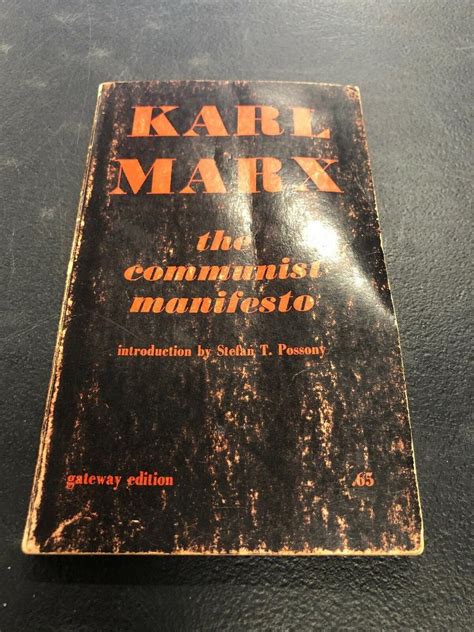 KARL
MARX
the
communist
manifesto
introduction by Stefan T. Possony
gateway edition
.65